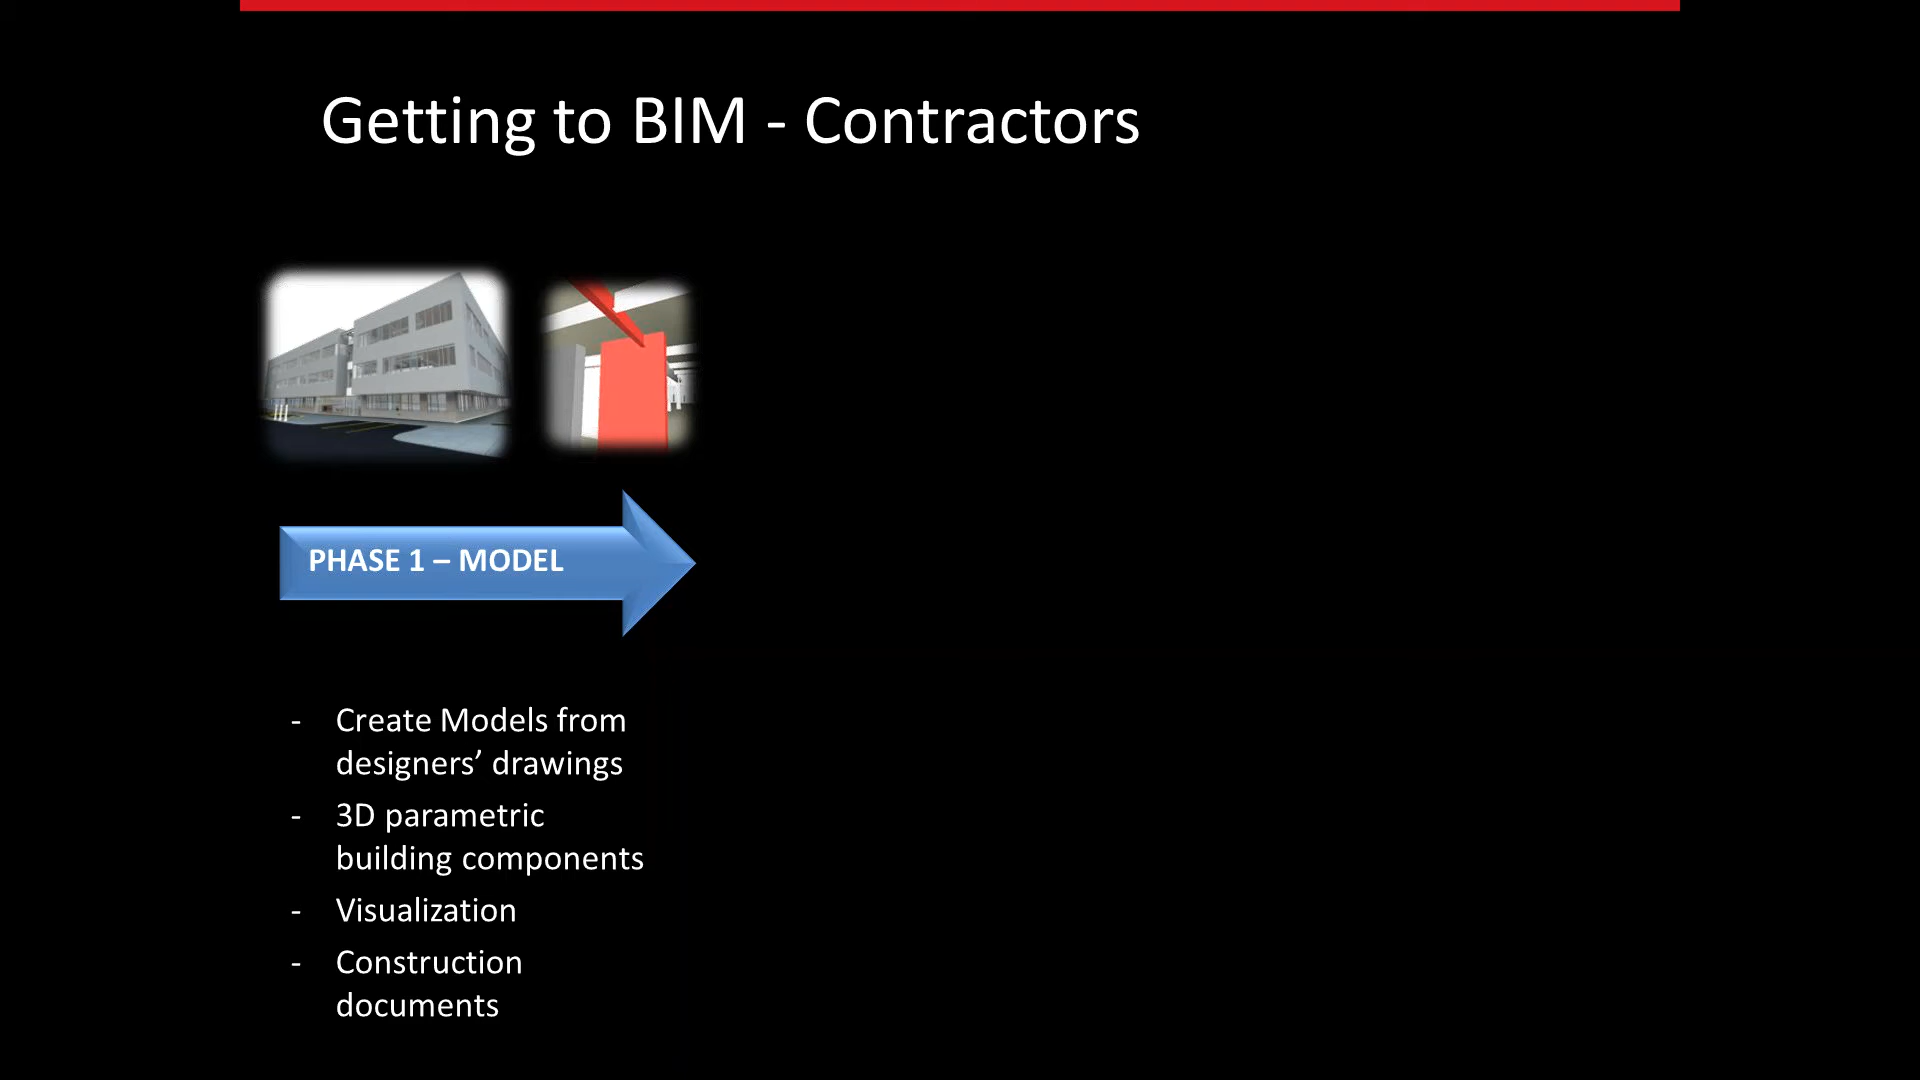 Getting to BIM - Contractors
PHASE 1 – MODEL
- Create Models from
designers’ drawings
- 3D parametric
building components
- Visualization
- Construction
documents